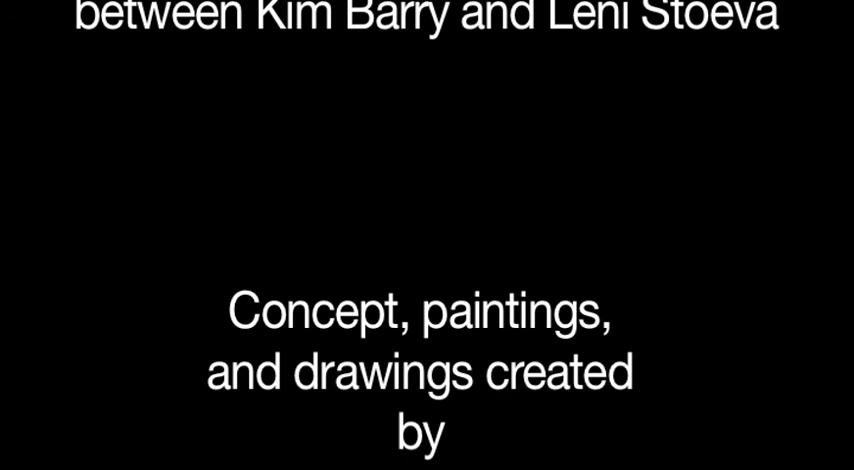 between Kim Barry and Leni Stoeva
Concept, paintings,
and drawings created
by